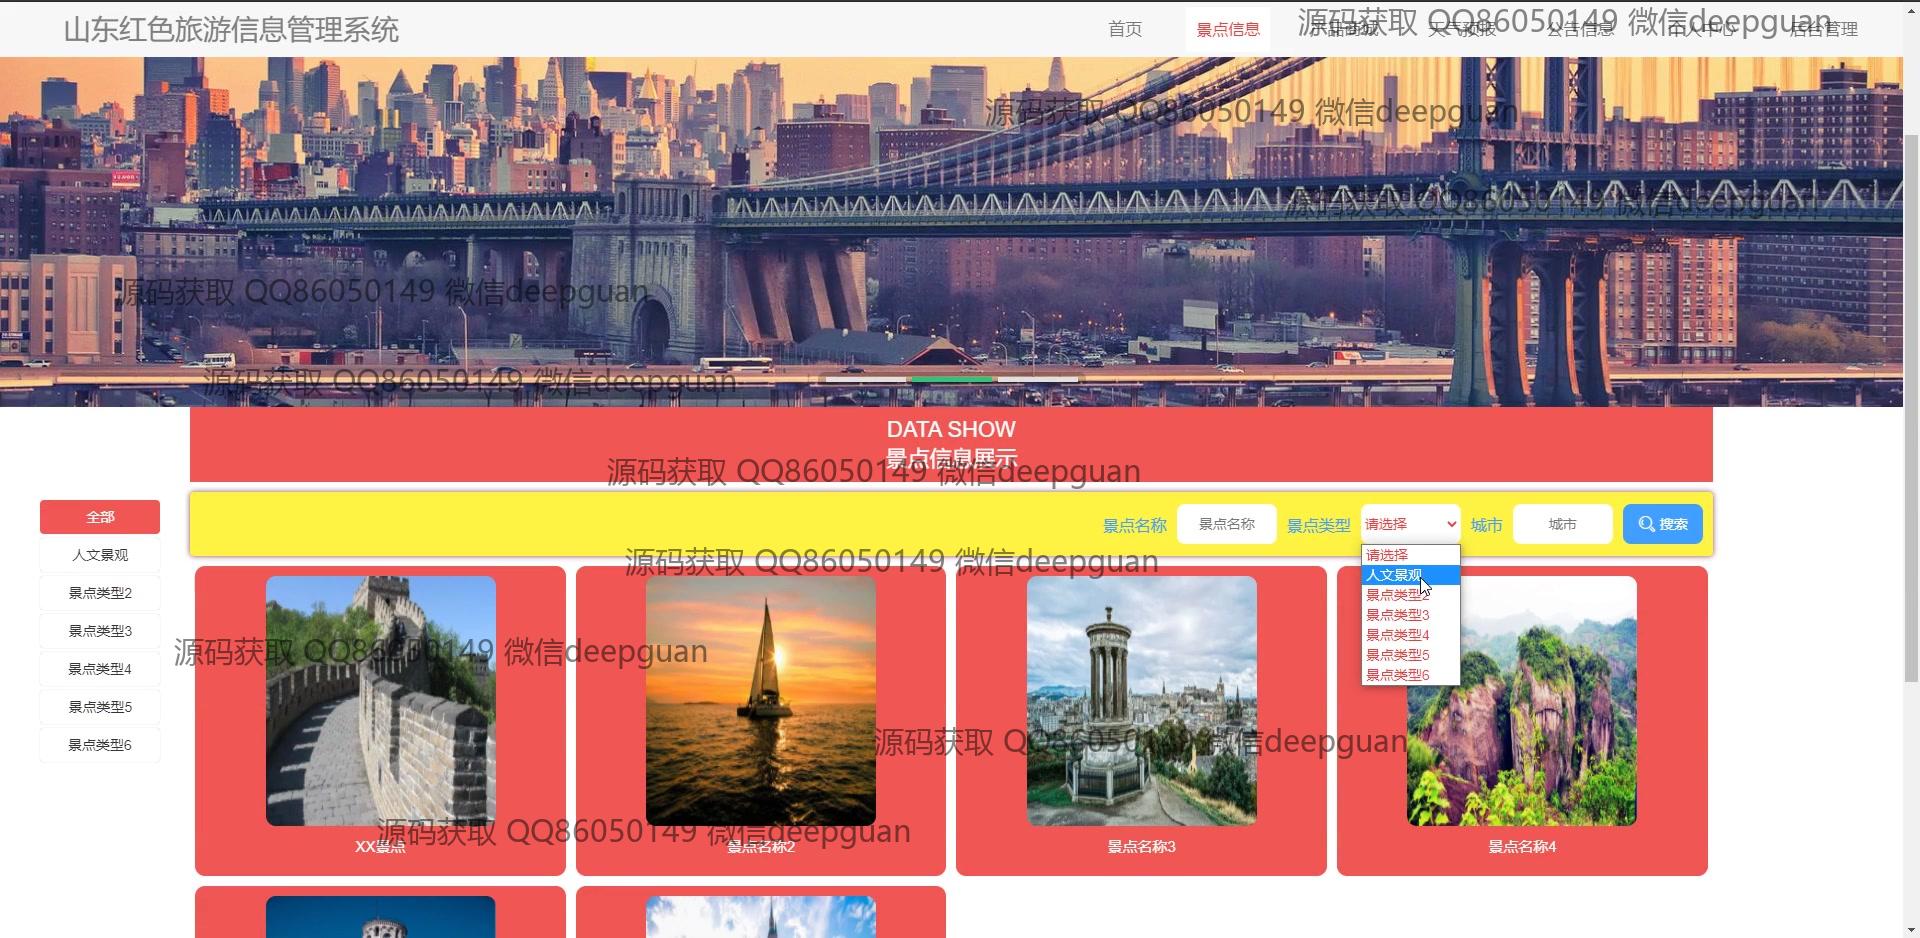 山东红色旅游信息管理系统
首页 景点信息 产品商城 天气预报 公告信息 个人中心 后台管理
源码获取 QQ86050149 微信deepguan
源码获取 QQ86050149 微信deepguan
源码获取 QQ86050149 微信deepguan
源码获取 QQ86050149 微信deepguan
源码获取 QQ86050149 微信deepguan
DATA SHOW
景点信息展示
源码获取 QQ86050149 微信deepguan
全部
人文景观
景点类型2
景点类型3
景点类型4
景点类型5
景点类型6
景点名称 景点名称 景点类型 请选择 城市 城市 搜索
请选择
人文景观
景点类型2
景点类型3
景点类型4
景点类型5
景点类型6
源码获取 QQ86050149 微信deepguan
源码获取 QQ86050149 微信deepguan
源码获取 QQ86050149 微信deepguan
源码获取 QQ86050149 微信deepguan
XX景点
景点名称2
景点名称3
景点名称4